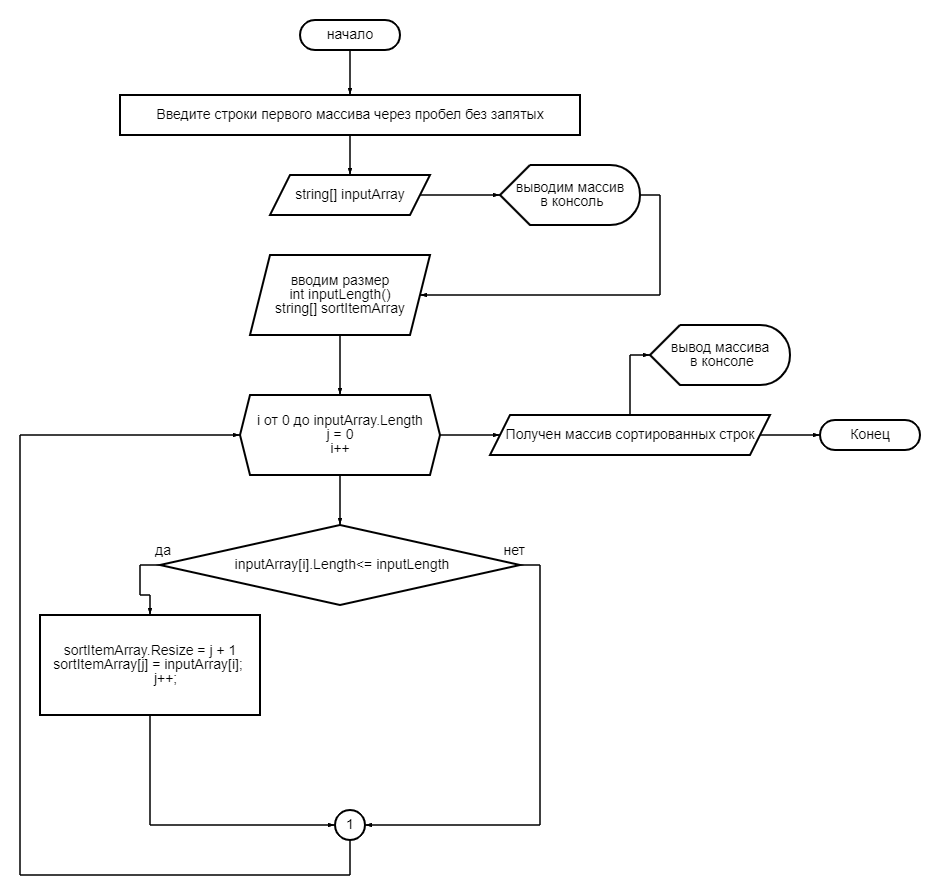 начало
Введите строки первого массива через пробел без запятых
string[] inputArray
выводим массив
в консоль
вводим размер
int inputLength()
string[] sortItemArray
вывод массива
в консоле
i от 0 до inputArray.Length
j = 0
i++
Получен массив сортированных строк
Конец
да
нет
inputArray[i].Length<= inputLength
sortItemArray.Resize = j + 1
sortItemArray[j] = inputArray[i];
j++;
1